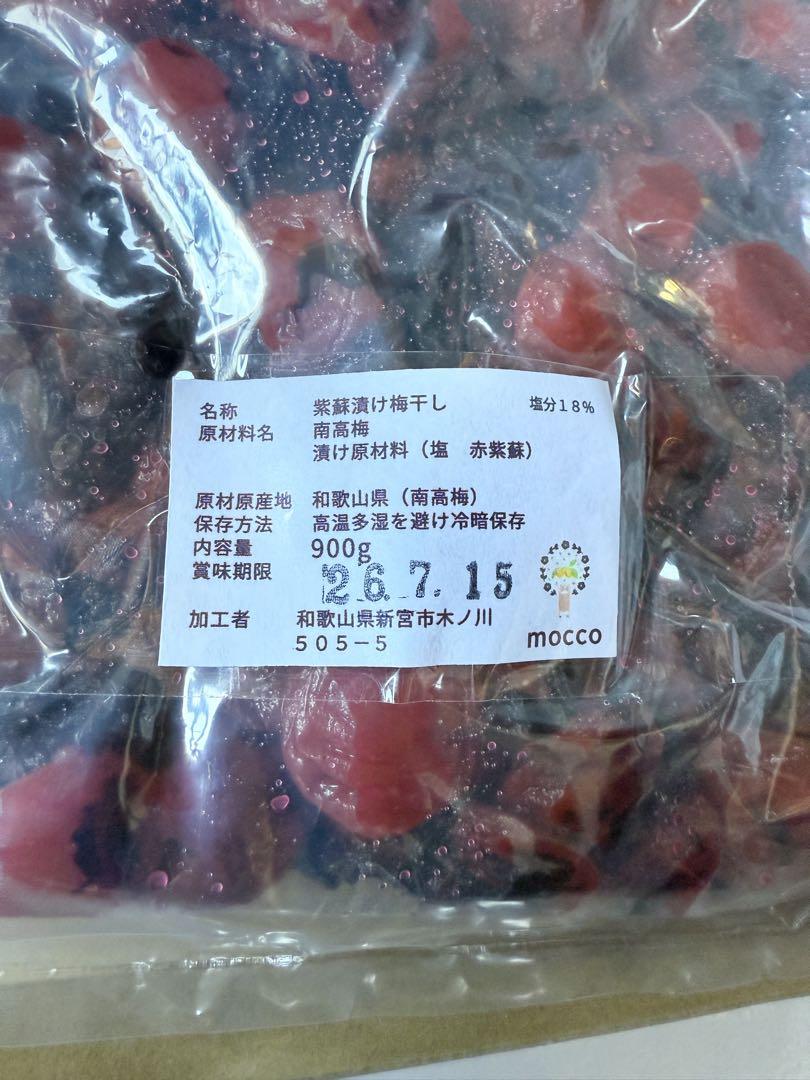 名称 紫蘇漬け梅干し 塩分18%
原材料名 南高梅
漬け原材料（塩 赤紫蘇）
原材原産地 和歌山県（南高梅）
保存方法 高温多湿を避け冷暗保存
内容量 900g
賞味期限 26.7.15
加工者 和歌山県新宮市木ノ川
505－5
mocco